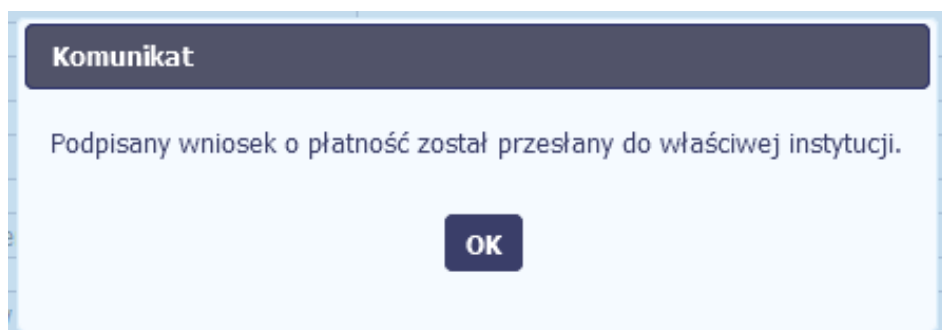 Komunikat
Podpisany wniosek o płatność został przesłany do właściwej instytucji.
OK